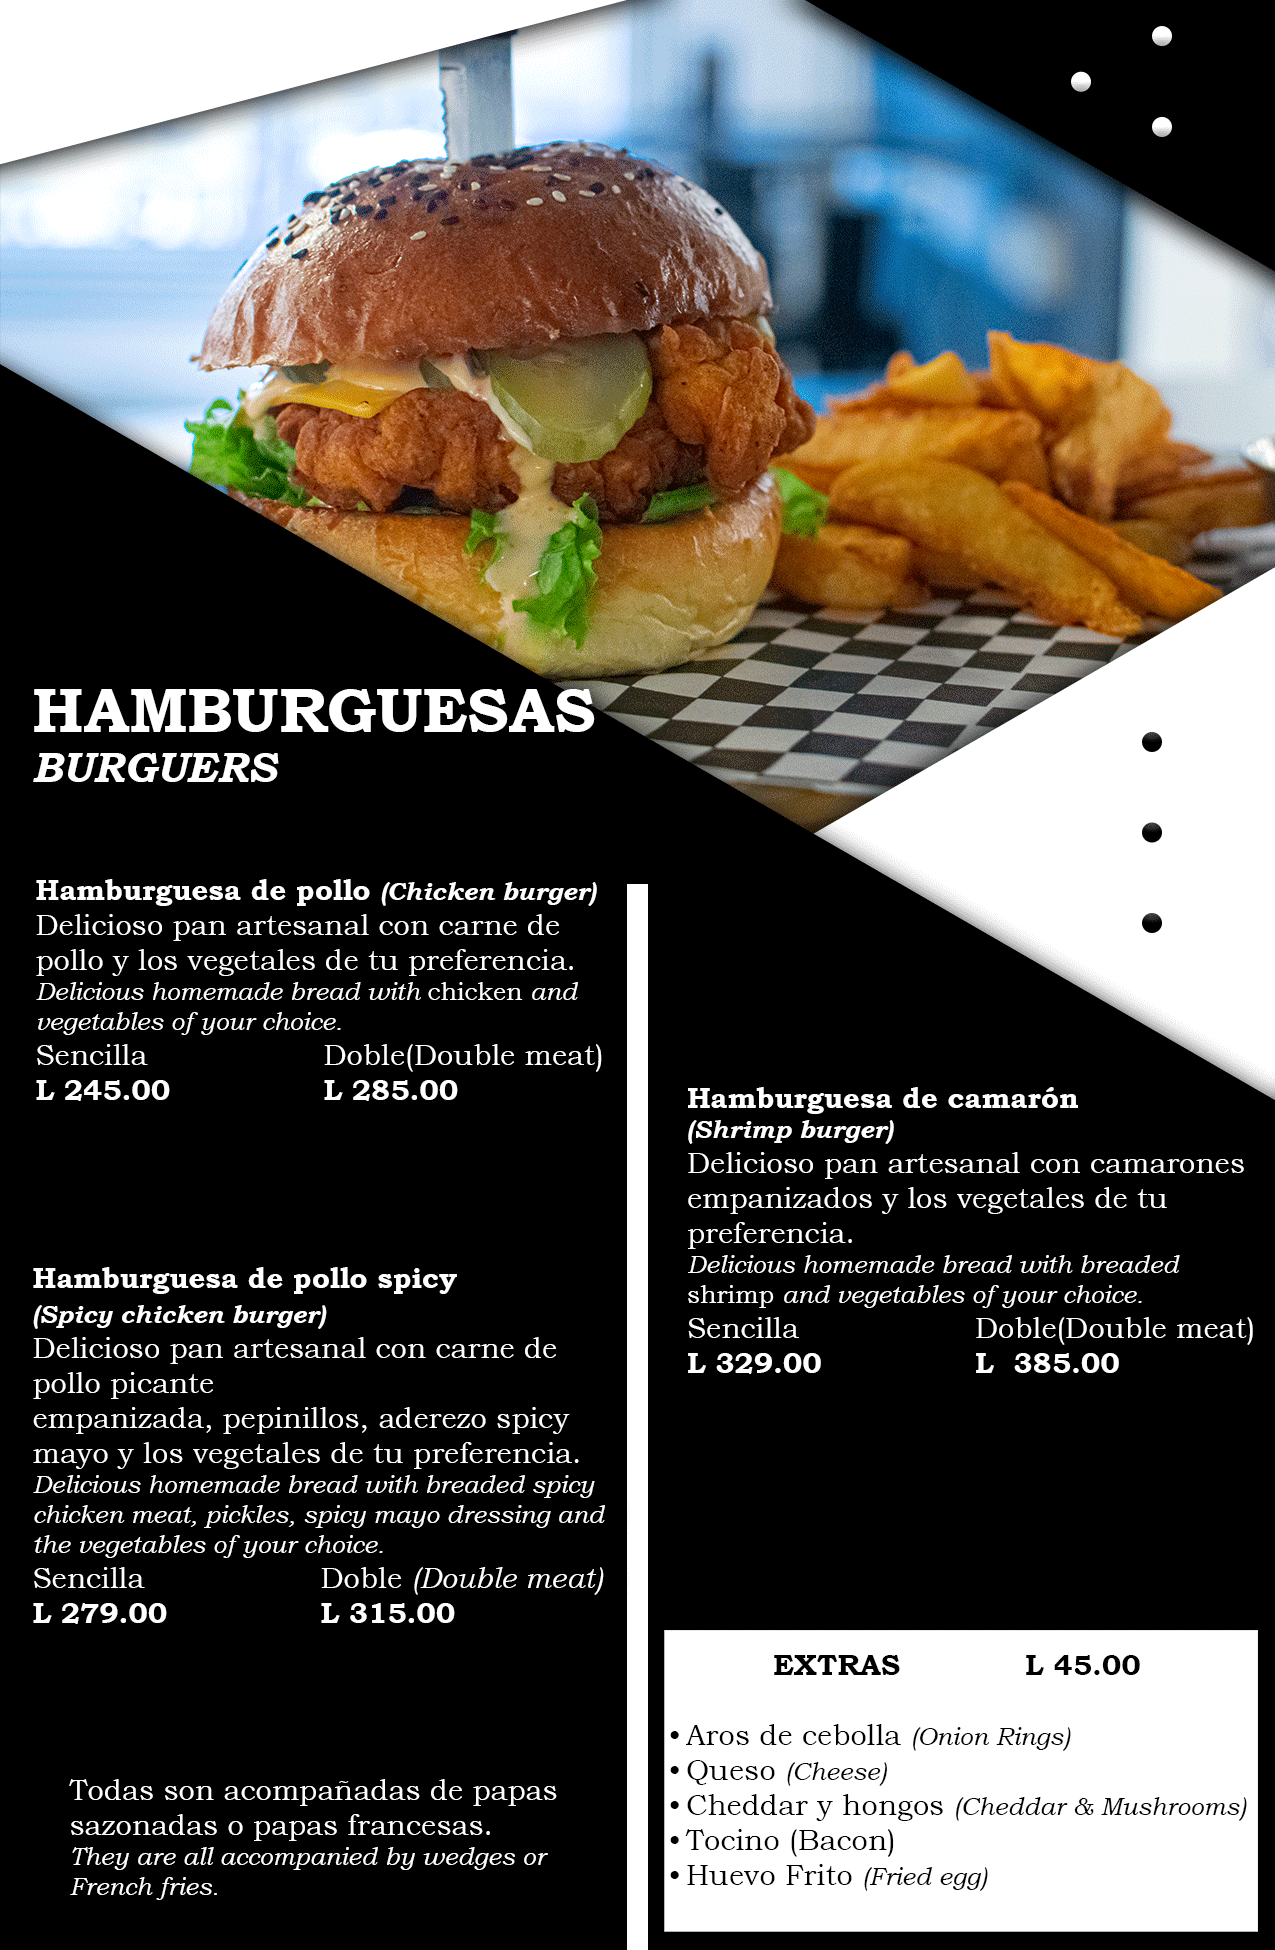 HAMBURGUESAS
BURGUERS
Hamburguesa de pollo (Chicken burger)
Delicioso pan artesanal con carne de
pollo y los vegetales de tu preferencia.
Delicious homemade bread with chicken and
vegetables of your choice.
Sencilla Doble(Double meat)
L 245.00 L 285.00
Hamburguesa de pollo spicy
(Spicy chicken burger)
Delicioso pan artesanal con carne de
pollo picante
empanizada, pepinillos, aderezo spicy
mayo y los vegetales de tu preferencia.
Delicious homemade bread with breaded spicy
chicken meat, pickles, spicy mayo dressing and
the vegetables of your choice.
Sencilla Doble (Double meat)
L 279.00 L 315.00
Todas son acompañadas de papas
sazonadas o papas francesas.
They are all accompanied by wedges or
French fries.
Hamburguesa de camarón
(Shrimp burger)
Delicioso pan artesanal con camarones
empanizados y los vegetales de tu
preferencia.
Delicious homemade bread with breaded
shrimp and vegetables of your choice.
Sencilla Doble(Double meat)
L 329.00 L 385.00
EXTRAS L 45.00
• Aros de cebolla (Onion Rings)
• Queso (Cheese)
• Cheddar y hongos (Cheddar & Mushrooms)
• Tocino (Bacon)
• Huevo Frito (Fried egg)